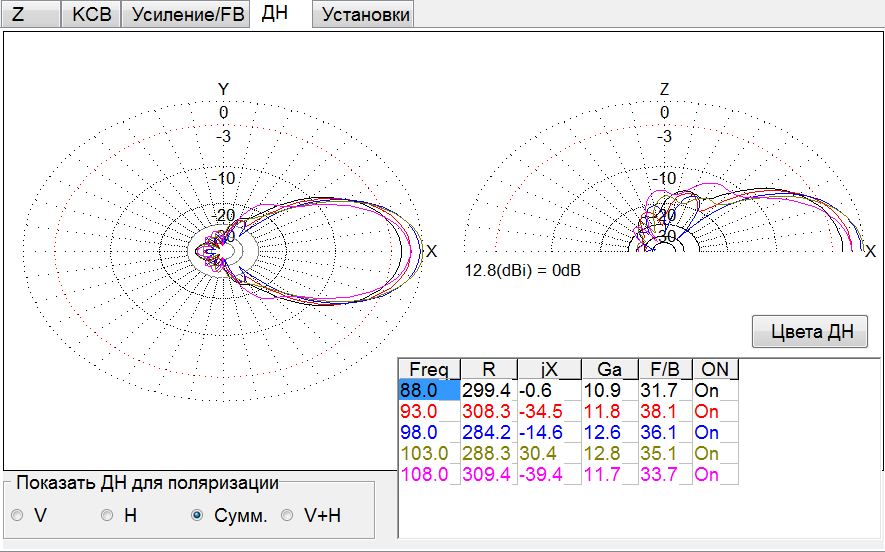 Z КСВ Усиление/FB ДН Установки
Y
0
-3
-10
-20
X
Z
0
-3
-10
-20
-30
X
12.8(dBi) = 0dB
Цвета ДН
Freq R jX Ga F/B ON
88.0 299.4 -0.6 10.9 31.7 On
93.0 308.3 -34.5 11.8 38.1 On
98.0 284.2 -14.6 12.6 36.1 On
103.0 288.3 30.4 12.8 35.1 On
108.0 309.4 -39.4 11.7 33.7 On
Показать ДН для поляризации
V H Сумм. V+H